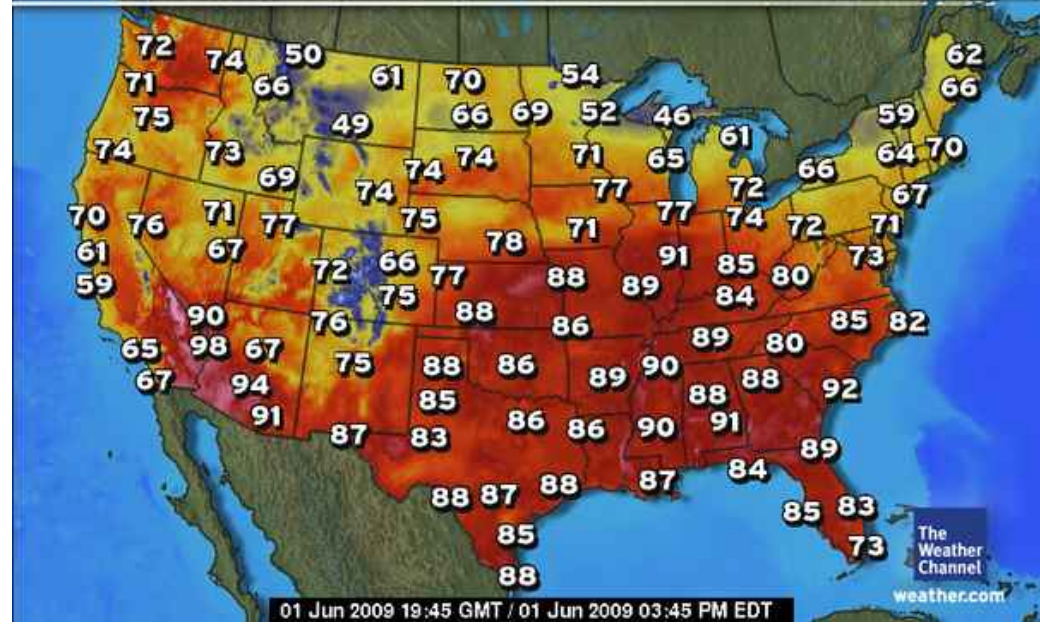 72 74 50 61 70 54 62
71 66 66
75 49 66 69 52 46 61 59
74 73 74 74 71 65 66 64 70
69 74 77 72 67
70 76 71 77 75 71 77 74 72 71
61 67 72 66 78 91 85 80 73
59 75 77 88 89 84
90 76 88 86 89 80 85 82
65 98 67 75 88 86 89 90 88 92
67 94 85 88
91 87 83 86 86 90 91 89
88 87 88 87 84 85 83
85 73
88
The
Weather
Channel
weather.com
01 Jun 2009 19:45 GMT / 01 Jun 2009 03:45 PM EDT